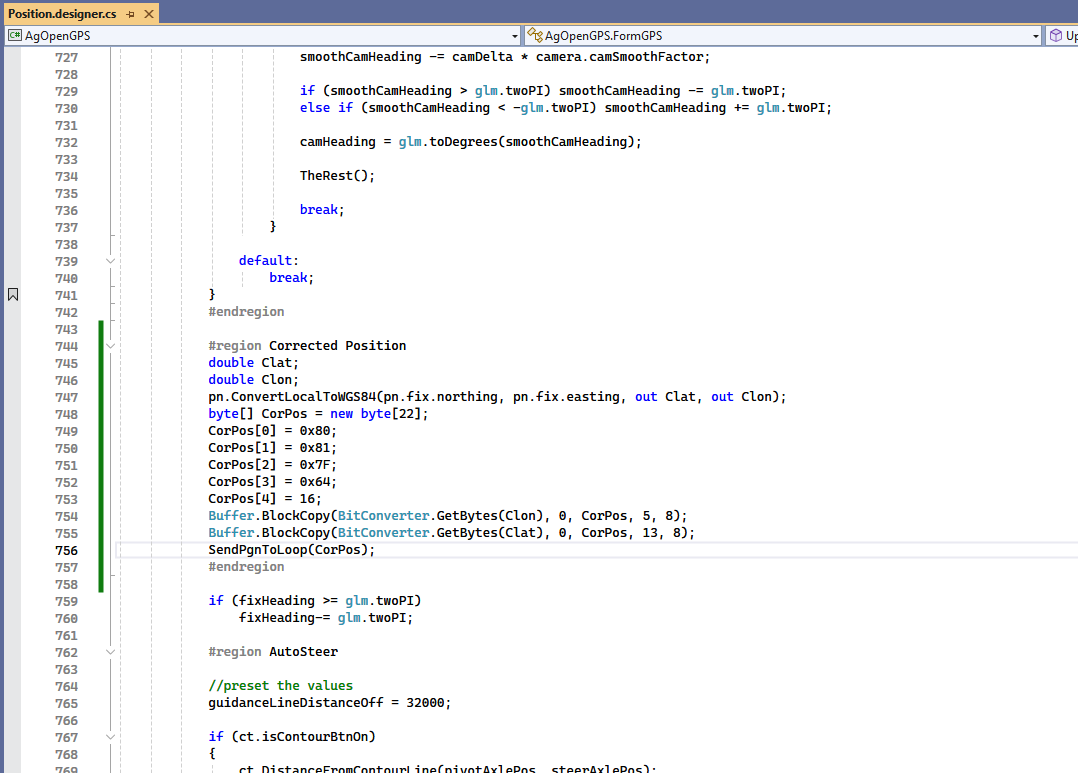 Position.designer.cs
AgOpenGPS AgOpenGPS.FormGPS Up
727 smoothCamHeading -= camDelta * camera.camSmoothFactor;
728
729 if (smoothCamHeading > glm.twoPI) smoothCamHeading -= glm.twoPI;
730 else if (smoothCamHeading < -glm.twoPI) smoothCamHeading += glm.twoPI;
731
732 camHeading = glm.toDegrees(smoothCamHeading);
733
734 TheRest();
735
736 break;
737 }
738
739 default:
740 break;
741 }
742 #endregion
743
744 #region Corrected Position
745 double Clat;
746 double Clon;
747 pn.ConvertLocalToWGS84(pn.fix.northing, pn.fix.easting, out Clat, out Clon);
748 byte[] CorPos = new byte[22];
749 CorPos[0] = 0x80;
750 CorPos[1] = 0x81;
751 CorPos[2] = 0x7F;
752 CorPos[3] = 0x64;
753 CorPos[4] = 16;
754 Buffer.BlockCopy(BitConverter.GetBytes(Clon), 0, CorPos, 5, 8);
755 Buffer.BlockCopy(BitConverter.GetBytes(Clat), 0, CorPos, 13, 8);
756 SendPgnToLoop(CorPos);
757 #endregion
758
759 if (fixHeading >= glm.twoPI)
760 fixHeading-= glm.twoPI;
761
762 #region AutoSteer
763
764 //preset the values
765 guidanceLineDistanceOff = 32000;
766
767 if (ct.isContourBtnOn)
768 {
769 ct.DistanceFromContourLine(pivotAxlePos, steerAxlePos);